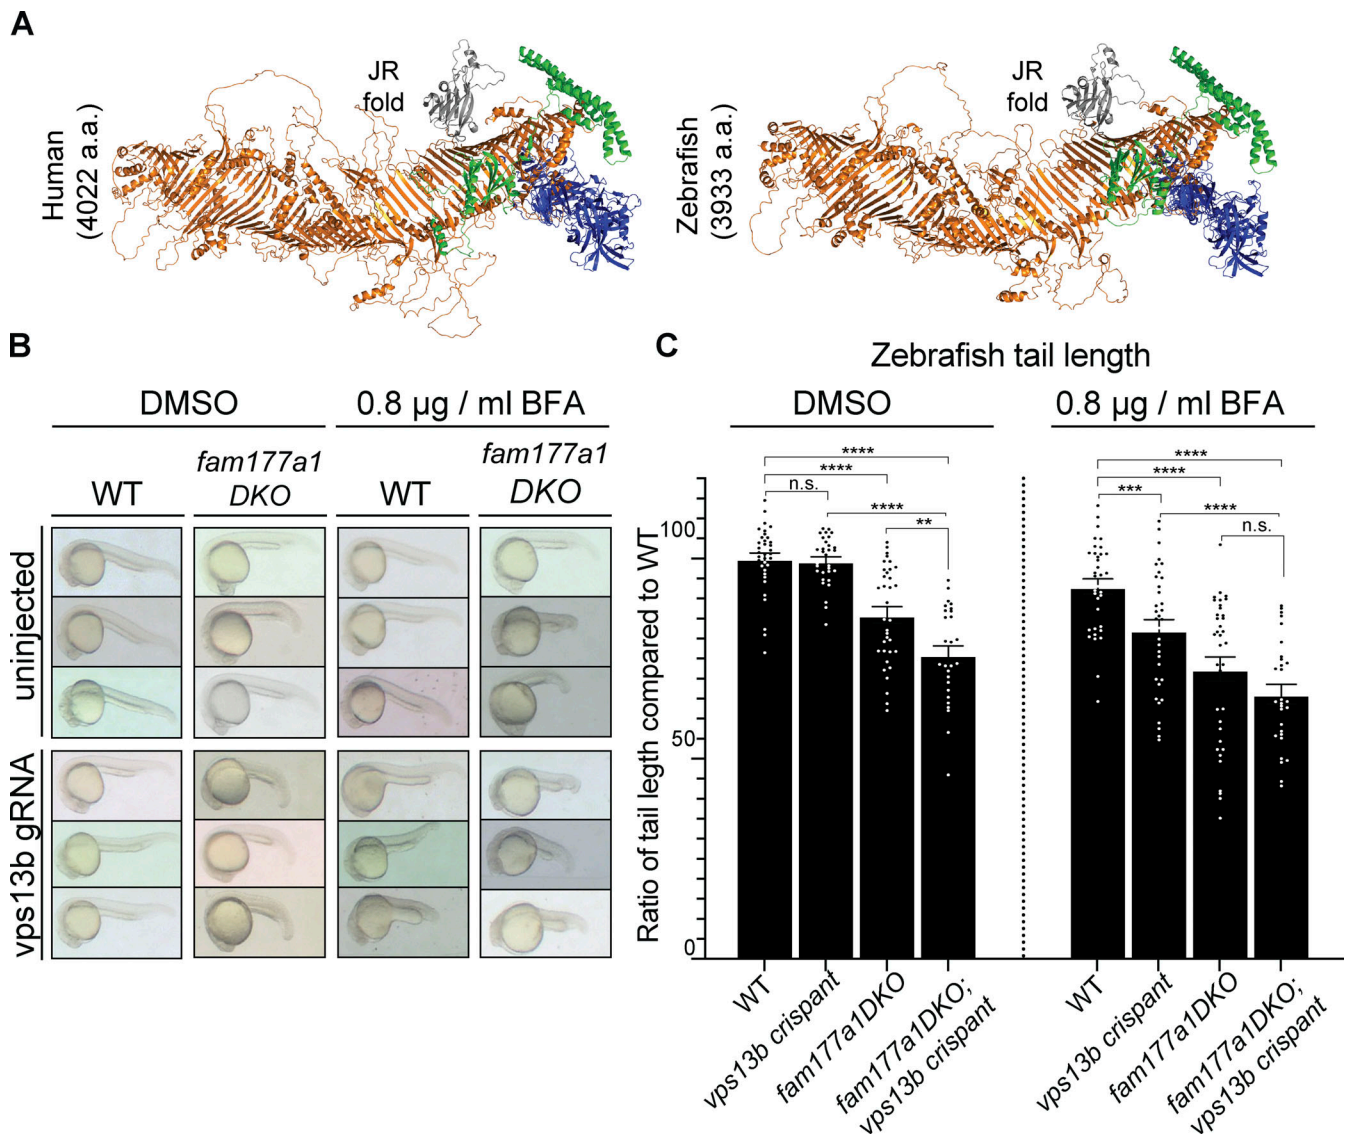 A
Human
(4022 a.a.)
JR
fold
Zebrafish
(3933 a.a.)
JR
fold
B
DMSO
0.8 µg / ml BFA
WT
fam177a1
DKO
WT
fam177a1
DKO
uninjected
vps13b gRNA
C
Zebrafish tail length
DMSO
0.8 µg / ml BFA
Ratio of tail legth compared to WT
100
50
0
****
****
n.s.
****
**
****
****
***
****
n.s.
WT
vps13b crispant
fam177a1DKO
fam177a1DKO;
vps13b crispant
WT
vps13b crispant
fam177a1DKO
fam177a1DKO;
vps13b crispant